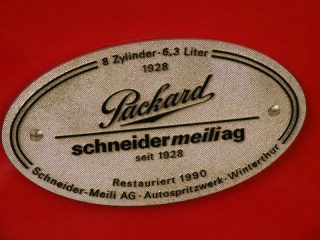 8 Zylinder · 6,3 Liter
1928
Packard
schneidermeiliag
seit 1928
Restauriert 1990
Schneider-Meili AG · Autospritzwerk · Winterthur